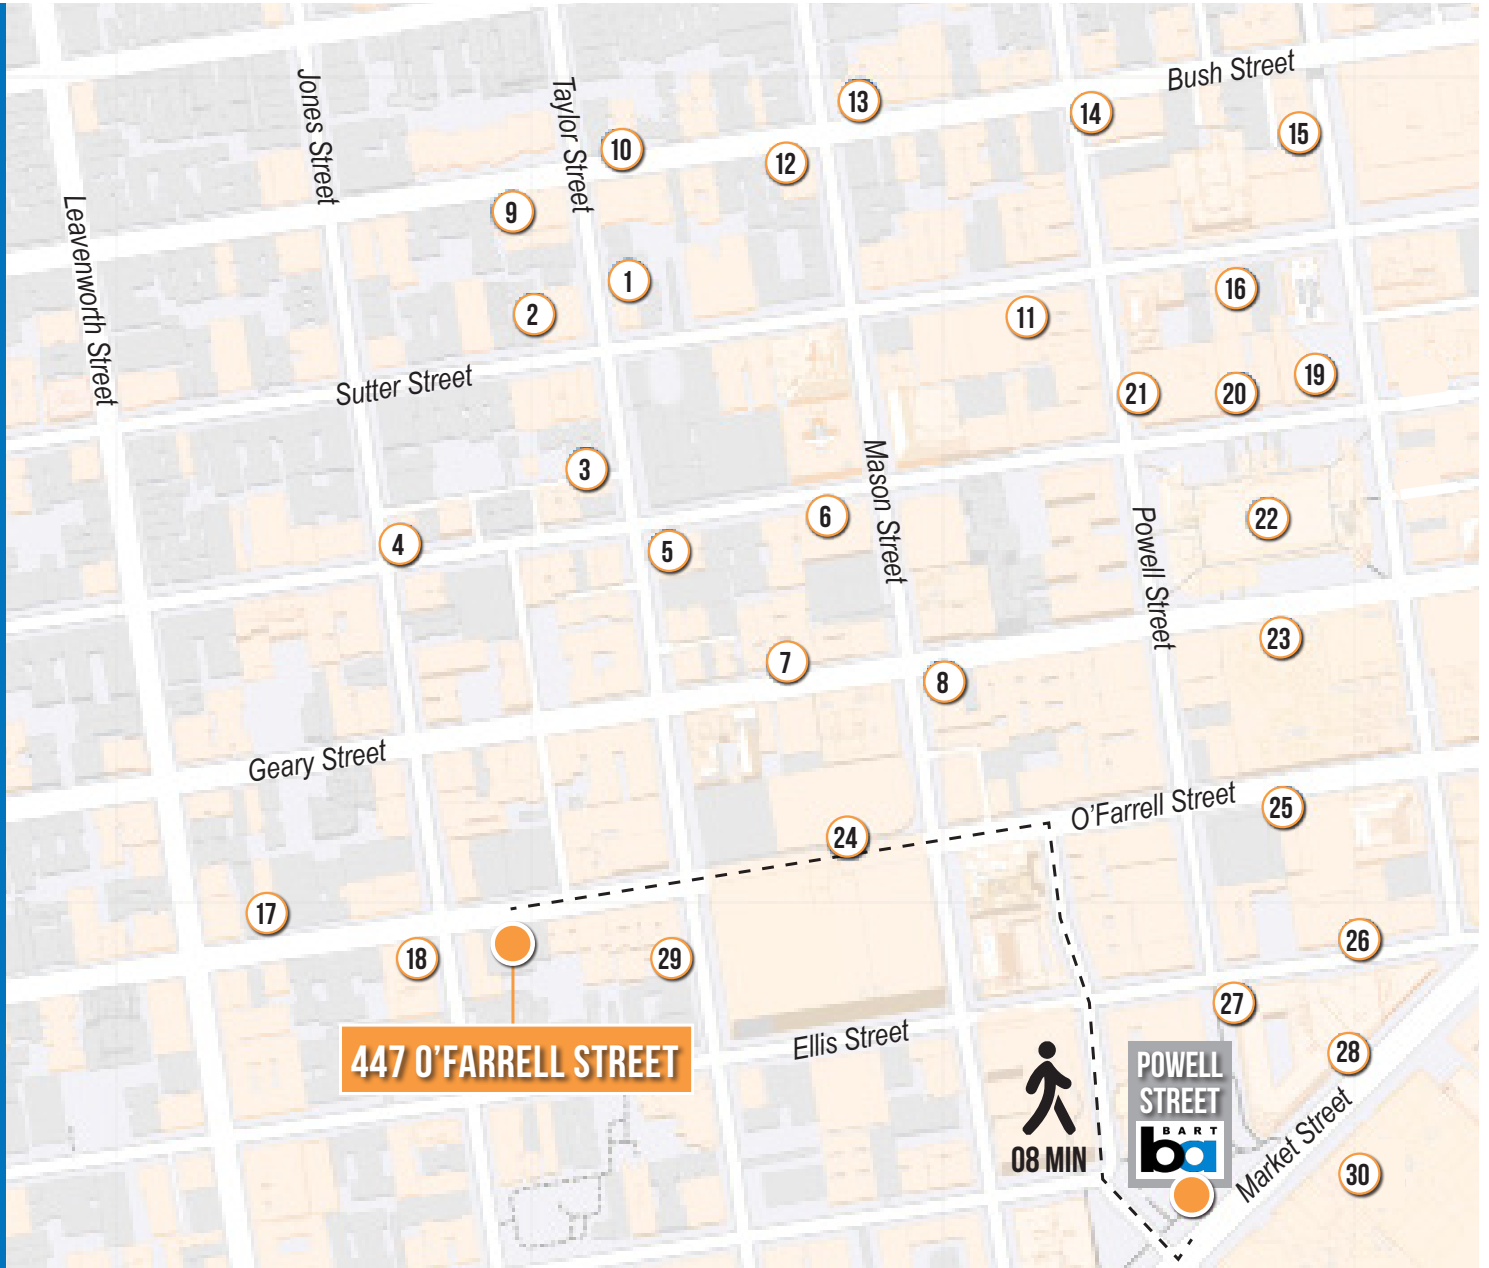 Bush Street
Jones Street
Taylor Street
13
14
15
10
12
9
Leavenworth Street
1
2
16
11
Sutter Street
19
21
20
3
Mason Street
6
22
4
5
Powell Street
23
7
8
Geary Street
O'Farrell Street
25
24
17
26
18
29
27
447 O'FARRELL STREET
Ellis Street
28
POWELL
STREET
BART
ba
08 MIN
Market Street
30